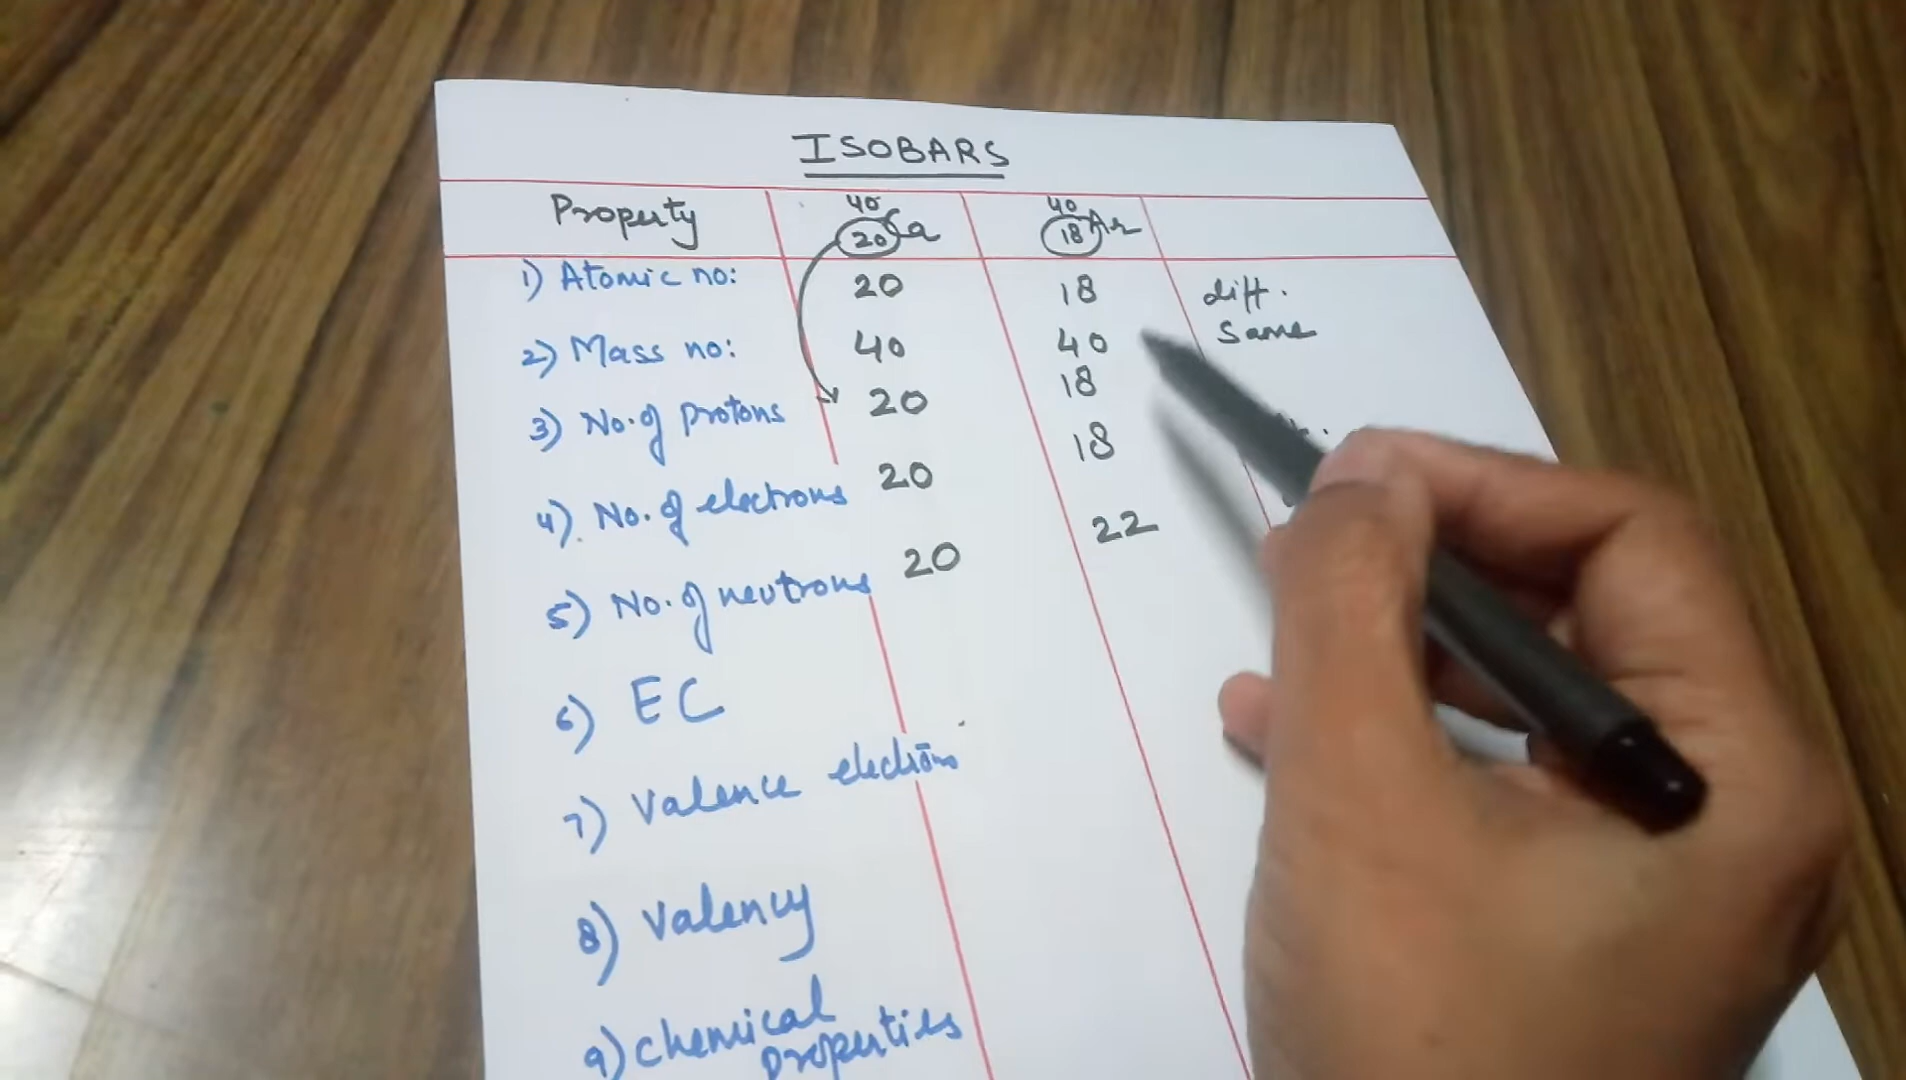 ISOBARS
Property 40 20 Ca 40 18 Ar
1) Atomic no: 20 18 diff.
2) Mass no: 40 40 Same
3) No. of protons 20 18
4). No. of electrons 20 18
5) No. of neutrons 20 22
6) EC
7) Valence electrons
8) Valency
9) chemical
properties